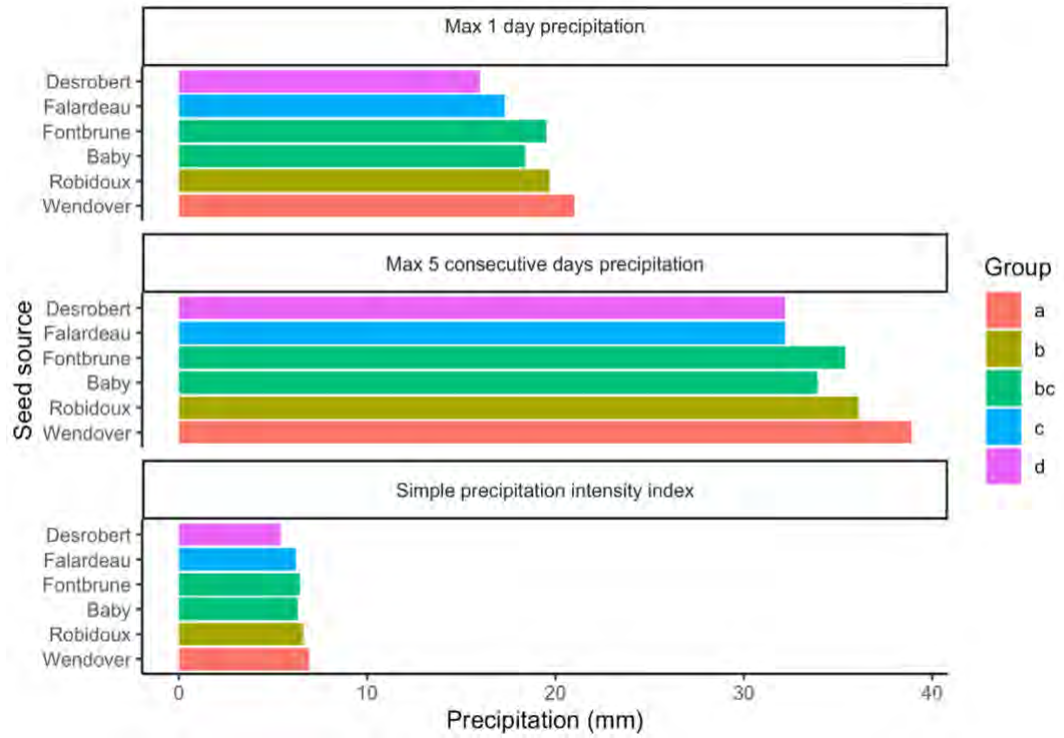 Max 1 day precipitation
Desrobert
Falardeau
Fontbrune
Baby
Robidoux
Wendover
Max 5 consecutive days precipitation
Desrobert
Falardeau
Fontbrune
Baby
Robidoux
Wendover
Simple precipitation intensity index
Desrobert
Falardeau
Fontbrune
Baby
Robidoux
Wendover
0 10 20 30 40
Precipitation (mm)
Seed source
Group
a
b
bc
c
d